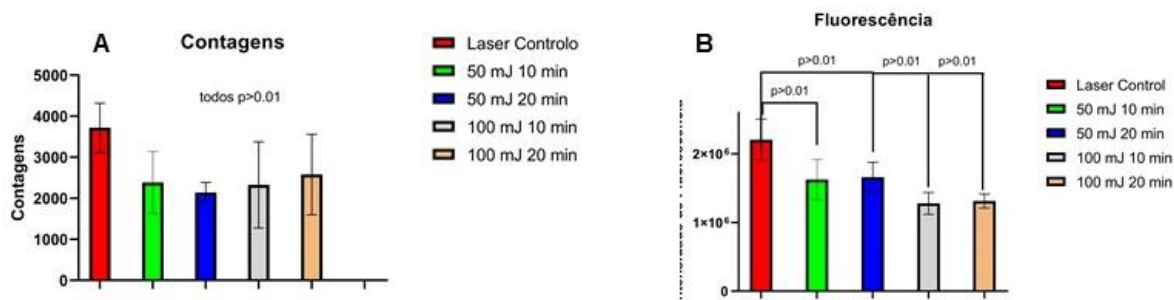 A
Contagens
todos p>0.01
Contagens
5000
4000
3000
2000
1000
0
Laser Controlo
50 mJ 10 min
50 mJ 20 min
100 mJ 10 min
100 mJ 20 min
B
Fluorescência
p>0.01
p>0.01
p>0.01
p>0.01
2×10⁶
1×10⁶
0
Laser Control
50 mJ 10 min
50 mJ 20 min
100 mJ 10 min
100 mJ 20 min